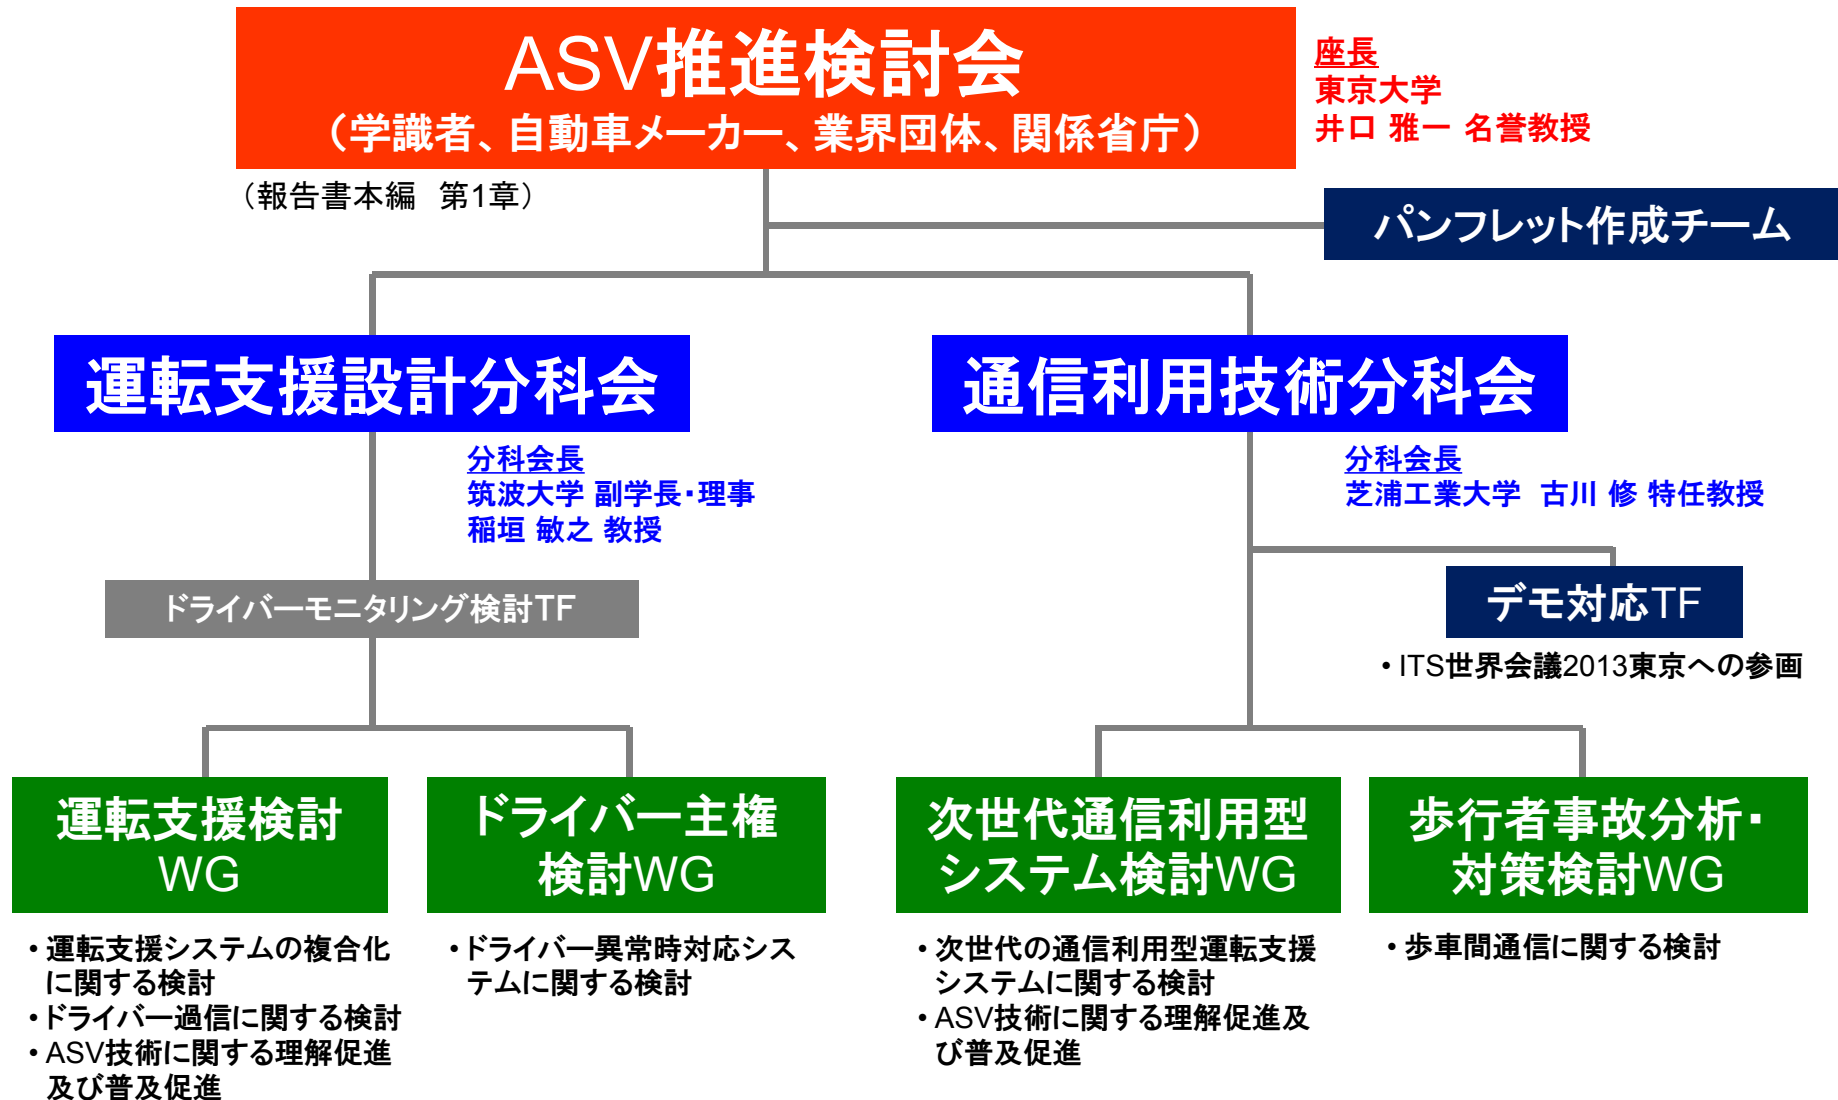 ASV推進検討会
（学識者、自動車メーカー、業界団体、関係省庁）
座長
東京大学
井口 雅一 名誉教授
（報告書本編　第1章）
パンフレット作成チーム
運転支援設計分科会
通信利用技術分科会
分科会長
筑波大学 副学長・理事
稲垣 敏之 教授
分科会長
芝浦工業大学　古川 修 特任教授
ドライバーモニタリング検討TF
デモ対応TF
・ITS世界会議2013東京への参画
運転支援検討
WG
ドライバー主権
検討WG
次世代通信利用型
システム検討WG
歩行者事故分析・
対策検討WG
・運転支援システムの複合化
に関する検討
・ドライバー過信に関する検討
・ASV技術に関する理解促進
及び普及促進
・ドライバー異常時対応シス
テムに関する検討
・次世代の通信利用型運転支援
システムに関する検討
・ASV技術に関する理解促進及
び普及促進
・歩車間通信に関する検討